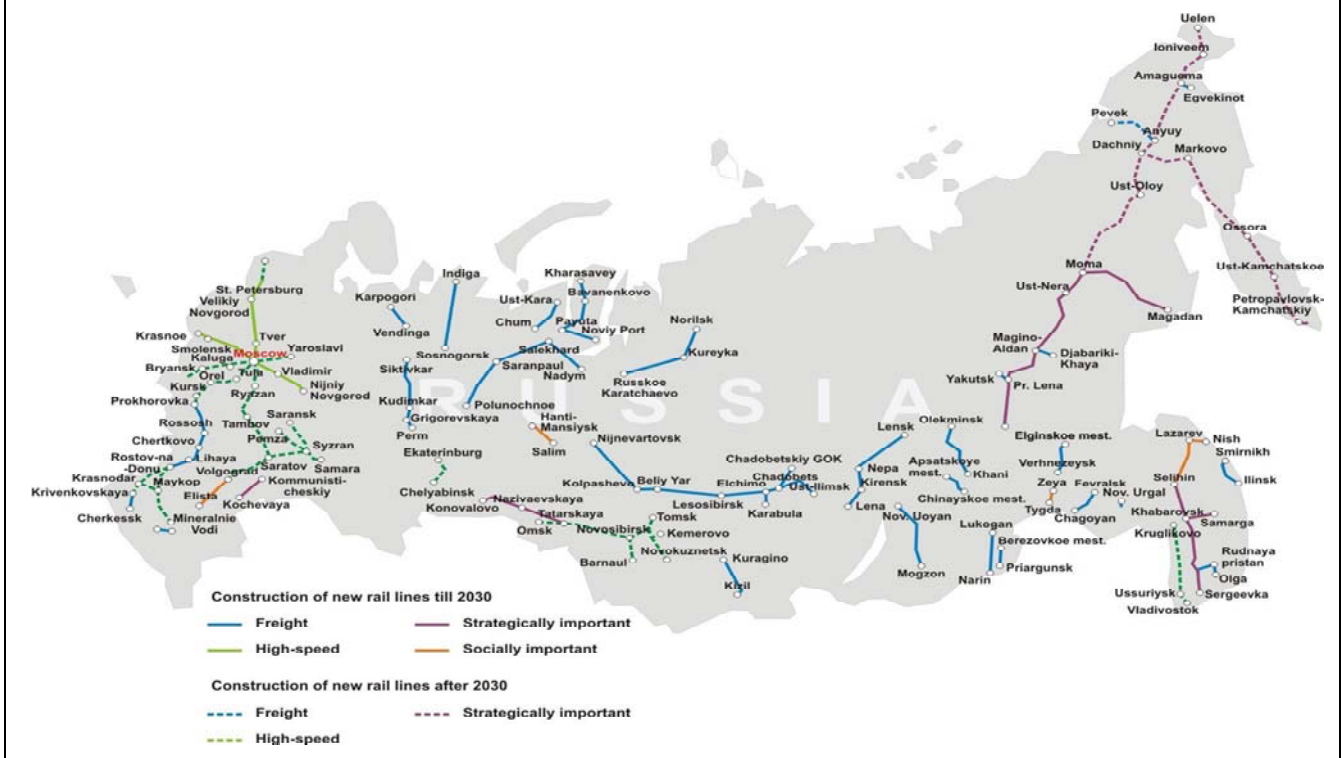 Uelen
Ioniveem
Amaguema
Egvekinot
Pevek
Anyuy
Dachniy
Markovo
Ust-Oloy
Ossora
Ust-Kamchatskoe
Petropavlovsk-
Kamchatskiy
Moma
Ust-Nera
Magadan
Magino-
Aldan
Djabariki-
Khaya
Yakutsk
Pr. Lena
St. Petersburg
Velikiy
Novgorod
Krasnoe
Tver
Smolensk
Moscow
Yaroslavl
Kaluga
Bryansk
Tula
Vladimir
Orel
Kursk
Ryazan
Nijniy
Novgorod
Prokhorovka
Saransk
Rossosh
Tambov
Penza
Chertkovo
Syzran
Rostov-na
-Donu
Lihaya
Samara
Volgograd
Saratov
Krasnodar
Maykop
Kommunisti-
cheskiy
Krivenkovskaya
Elista
Kochevaya
Cherkessk
Mineralnie
Vodi
Karpogori
Vendinga
Indiga
Sosnogorsk
Siktivkar
Kudimkar
Grigorevskaya
Perm
Ekaterinburg
Chelyabinsk
Kharasavey
Ust-Kara
Bavanenkovo
Chum
Payuta
Noviy Port
Salekhard
Saranpaul
Nadym
Polunochnoe
Norilsk
Kureyka
Russkoe
Karatchaevo
RUSSIA
Hanti-
Mansiysk
Salim
Nijnevartovsk
Kolpashevo
Beliy Yar
Nazivaevskaya
Konovalovo
Tatarskaya
Omsk
Novosibirsk
Tomsk
Kemerovo
Barnaul
Novokuznetsk
Kuragino
Kizil
Chadobetskiy GOK
Chadobets
Elchimo
Ust-Ilimsk
Lesosibirsk
Karabula
Lensk
Nepa
Kirensk
Lena
Olekminsk
Apsatskoye
mest.
Khani
Chinayskoe mest.
Nov. Uoyan
Mogzon
Lukogan
Berezovkoe mest.
Priargunsk
Narin
Elginskoe mest.
Verhnezeysk
Zeya
Tygda
Fevralsk
Chagoyan
Nov. Urgal
Lazarev
Nish
Smirnikh
Ilinsk
Selihin
Khabarovsk
Samarga
Kruglikovo
Rudnaya
pristan
Olga
Ussuriysk
Sergeevka
Vladivostok
Construction of new rail lines till 2030
Freight
Strategically important
High-speed
Socially important
Construction of new rail lines after 2030
Freight
Strategically important
High-speed